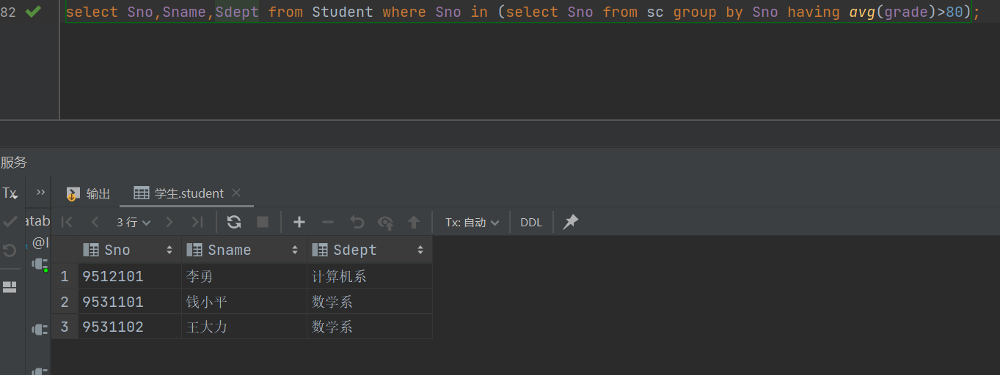 82 select Sno,Sname,Sdept from Student where Sno in (select Sno from sc group by Sno having avg(grade)>80);
服务
Tx
输出 学生.student
3 行 Tx: 自动 DDL
atab
@l
Sno Sname Sdept
1 9512101 李勇 计算机系
2 9531101 钱小平 数学系
3 9531102 王大力 数学系